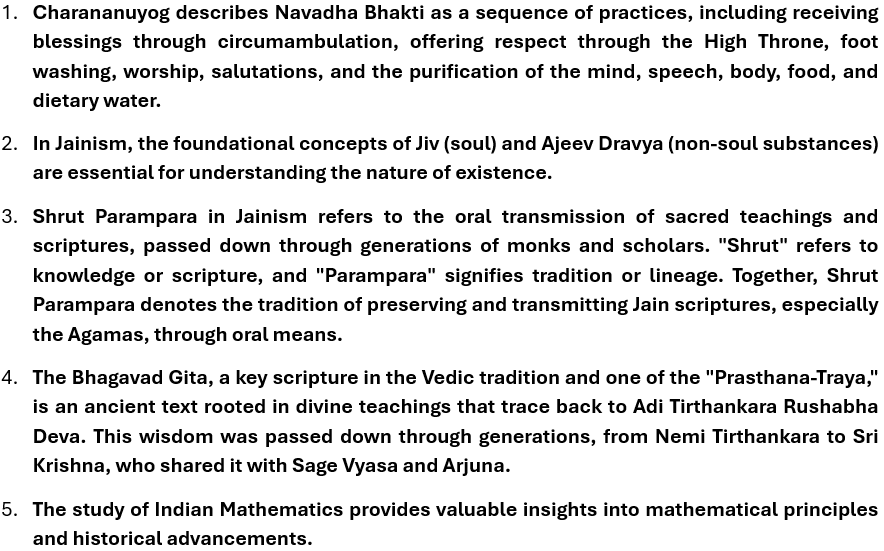 1. Charananuyog describes Navadha Bhakti as a sequence of practices, including receiving
blessings through circumambulation, offering respect through the High Throne, foot
washing, worship, salutations, and the purification of the mind, speech, body, food, and
dietary water.
2. In Jainism, the foundational concepts of Jiv (soul) and Ajeev Dravya (non-soul substances)
are essential for understanding the nature of existence.
3. Shrut Parampara in Jainism refers to the oral transmission of sacred teachings and
scriptures, passed down through generations of monks and scholars. "Shrut" refers to
knowledge or scripture, and "Parampara" signifies tradition or lineage. Together, Shrut
Parampara denotes the tradition of preserving and transmitting Jain scriptures, especially
the Agamas, through oral means.
4. The Bhagavad Gita, a key scripture in the Vedic tradition and one of the "Prasthana-Traya,"
is an ancient text rooted in divine teachings that trace back to Adi Tirthankara Rushabha
Deva. This wisdom was passed down through generations, from Nemi Tirthankara to Sri
Krishna, who shared it with Sage Vyasa and Arjuna.
5. The study of Indian Mathematics provides valuable insights into mathematical principles
and historical advancements.